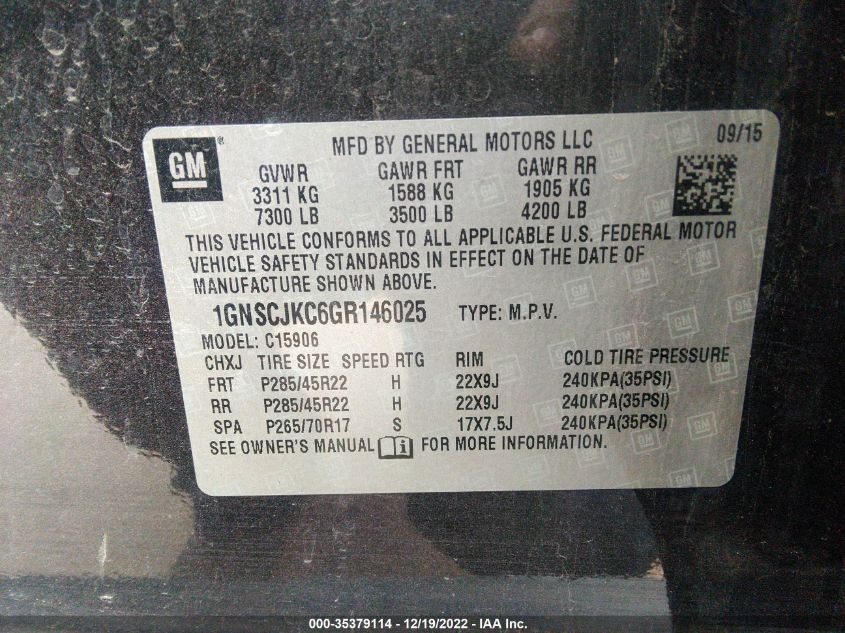 GM ® MFD BY GENERAL MOTORS LLC 09/15
GVWR GAWR FRT GAWR RR
3311 KG 1588 KG 1905 KG
7300 LB 3500 LB 4200 LB
THIS VEHICLE CONFORMS TO ALL APPLICABLE U.S. FEDERAL MOTOR
VEHICLE SAFETY STANDARDS IN EFFECT ON THE DATE OF
MANUFACTURE SHOWN ABOVE.
1GNSCJKC6GR146025 TYPE: M.P.V.
MODEL: C15906
CHXJ TIRE SIZE SPEED RTG RIM COLD TIRE PRESSURE
FRT P285/45R22 H 22X9J 240KPA(35PSI)
RR P285/45R22 H 22X9J 240KPA(35PSI)
SPA P265/70R17 S 17X7.5J 240KPA(35PSI)
SEE OWNER'S MANUAL FOR MORE INFORMATION.
000-35379114 - 12/19/2022 - IAA Inc.